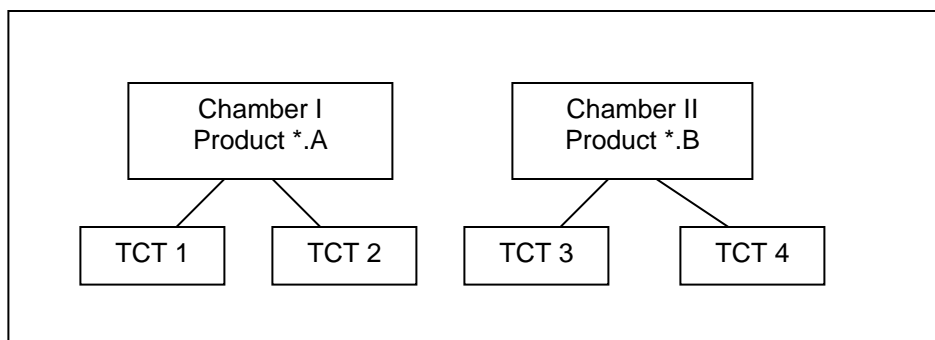 Chamber I
Product *.A
Chamber II
Product *.B
TCT 1
TCT 2
TCT 3
TCT 4